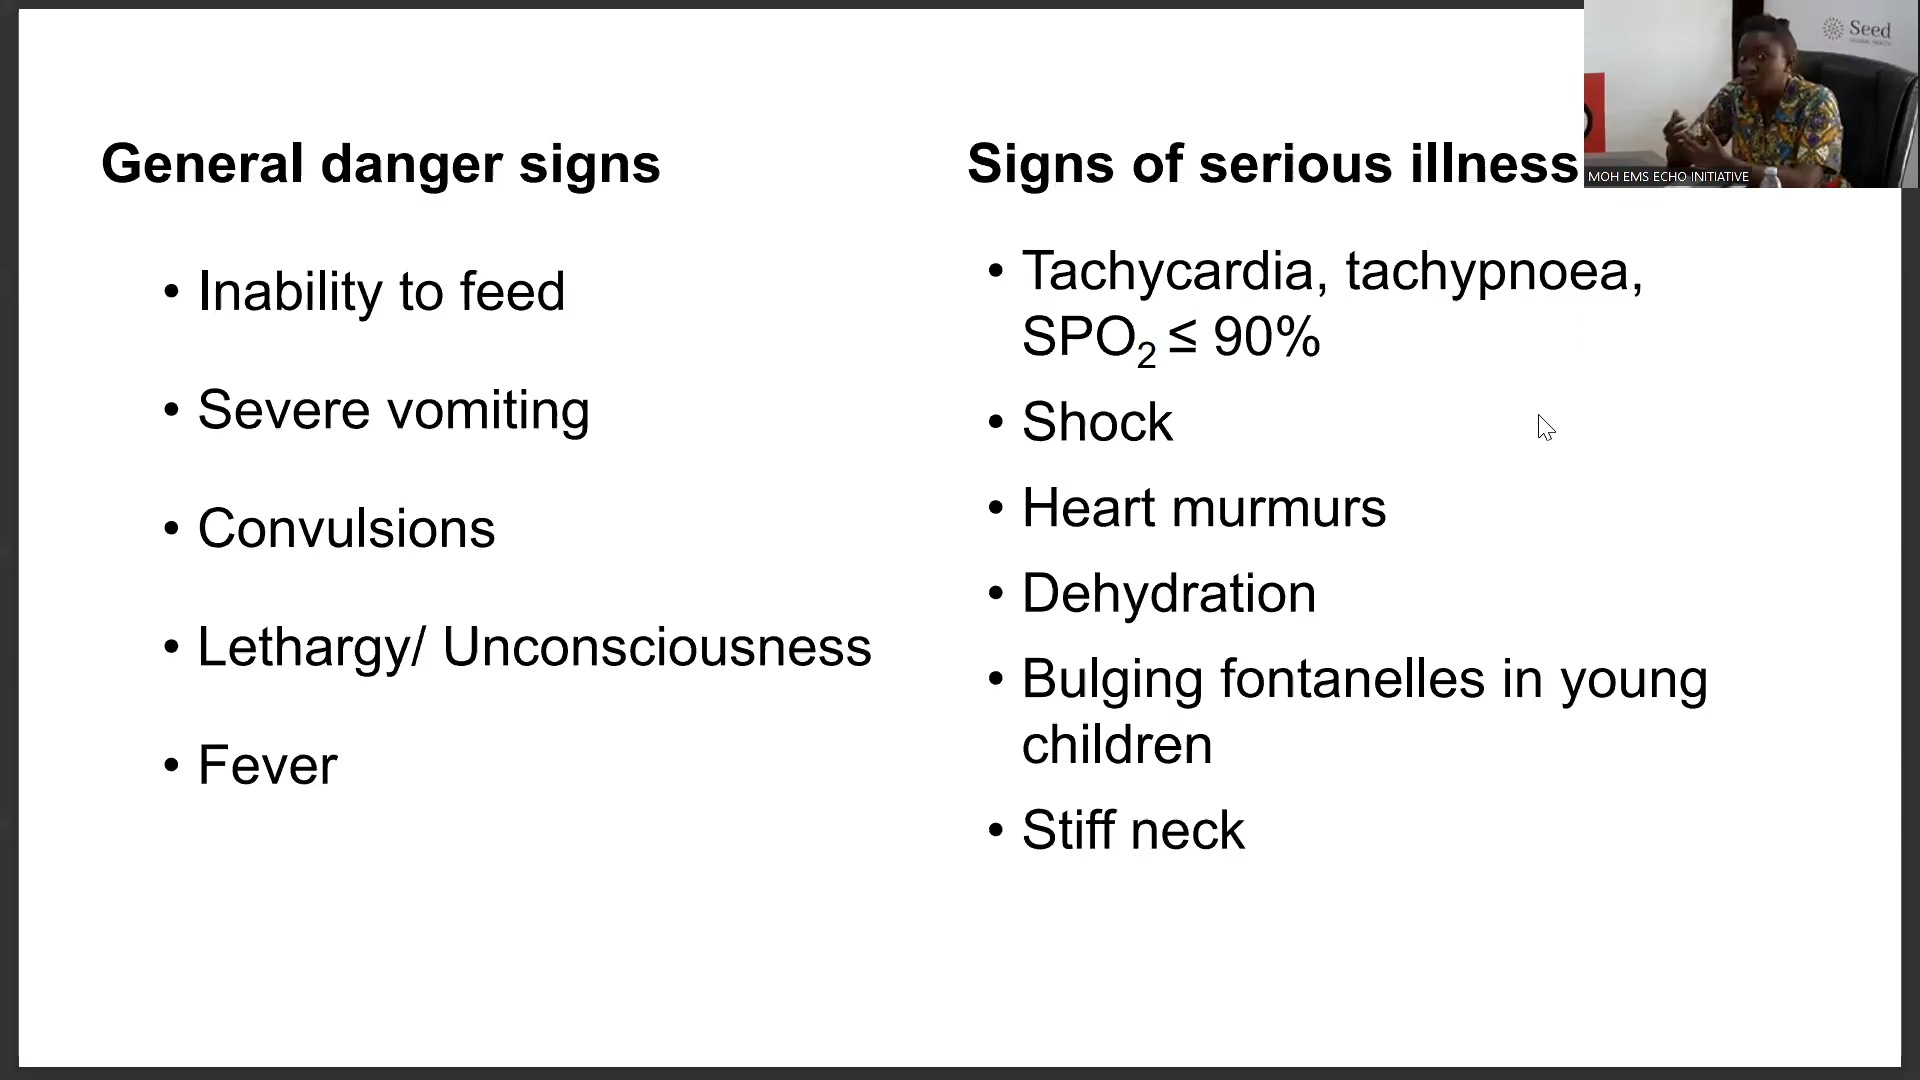 General danger signs
• Inability to feed
• Severe vomiting
• Convulsions
• Lethargy/ Unconsciousness
• Fever
Signs of serious illness
• Tachycardia, tachypnoea,
SPO₂ ≤ 90%
• Shock
• Heart murmurs
• Dehydration
• Bulging fontanelles in young
children
• Stiff neck
Seed
MOH EMS ECHO INITIATIVE